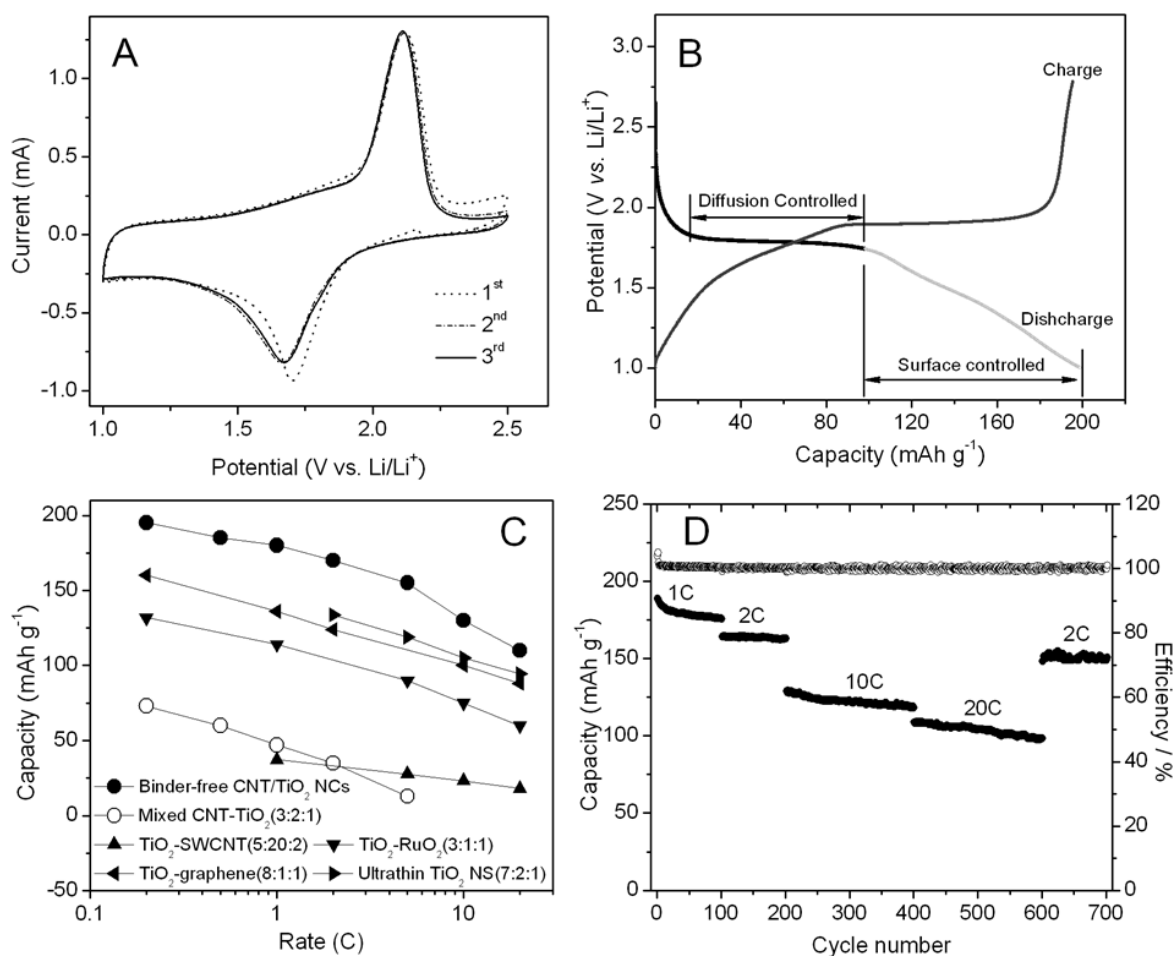 A
Current (mA)
1.0
0.5
0.0
-0.5
-1.0
1st
2nd
3rd
1.0 1.5 2.0 2.5
Potential (V vs. Li/Li+)
B
Potential (V vs. Li/Li+)
3.0
2.5
2.0
1.5
1.0
Charge
Diffusion Controlled
Dishcharge
Surface controlled
0 40 80 120 160 200
Capacity (mAh g-1)
C
Capacity (mAh g-1)
200
150
100
50
0
-50
Binder-free CNT/TiO2 NCs
Mixed CNT-TiO2(3:2:1)
TiO2-SWCNT(5:20:2) TiO2-RuO2(3:1:1)
TiO2-graphene(8:1:1) Ultrathin TiO2 NS(7:2:1)
0.1 1 10
Rate (C)
D
Capacity (mAh g-1)
250
200
150
100
50
0
1C
2C
10C
20C
2C
120
100
80
60
40
20
0
Efficiency / %
0 100 200 300 400 500 600 700
Cycle number